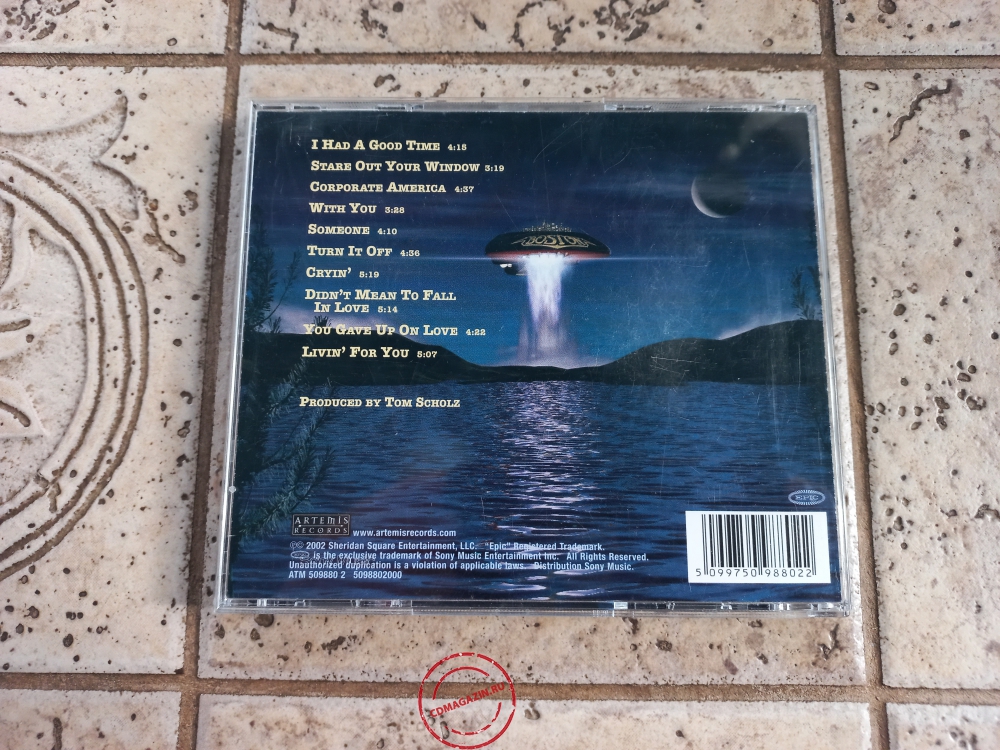 I Had A Good Time 4:15
Stare Out Your Window 3:19
Corporate America 4:37
With You 3:28
Someone 4:10
Turn It Off 4:36
Cryin' 5:19
Didn't Mean To Fall
In Love 5:14
You Gave Up On Love 4:22
Livin' For You 5:07
BOSTON
Produced by Tom Scholz
EPIC
ARTEMIS
RECORDS
www.artemisrecords.com
℗© 2002 Sheridan Square Entertainment, LLC. "Epic" Registered Trademark.
is the exclusive trademark of Sony Music Entertainment Inc. All Rights Reserved.
Unauthorized duplication is a violation of applicable laws. Distribution Sony Music.
ATM 509880 2 5098802000
5 099750 988022
CDMAGAZIN.RU